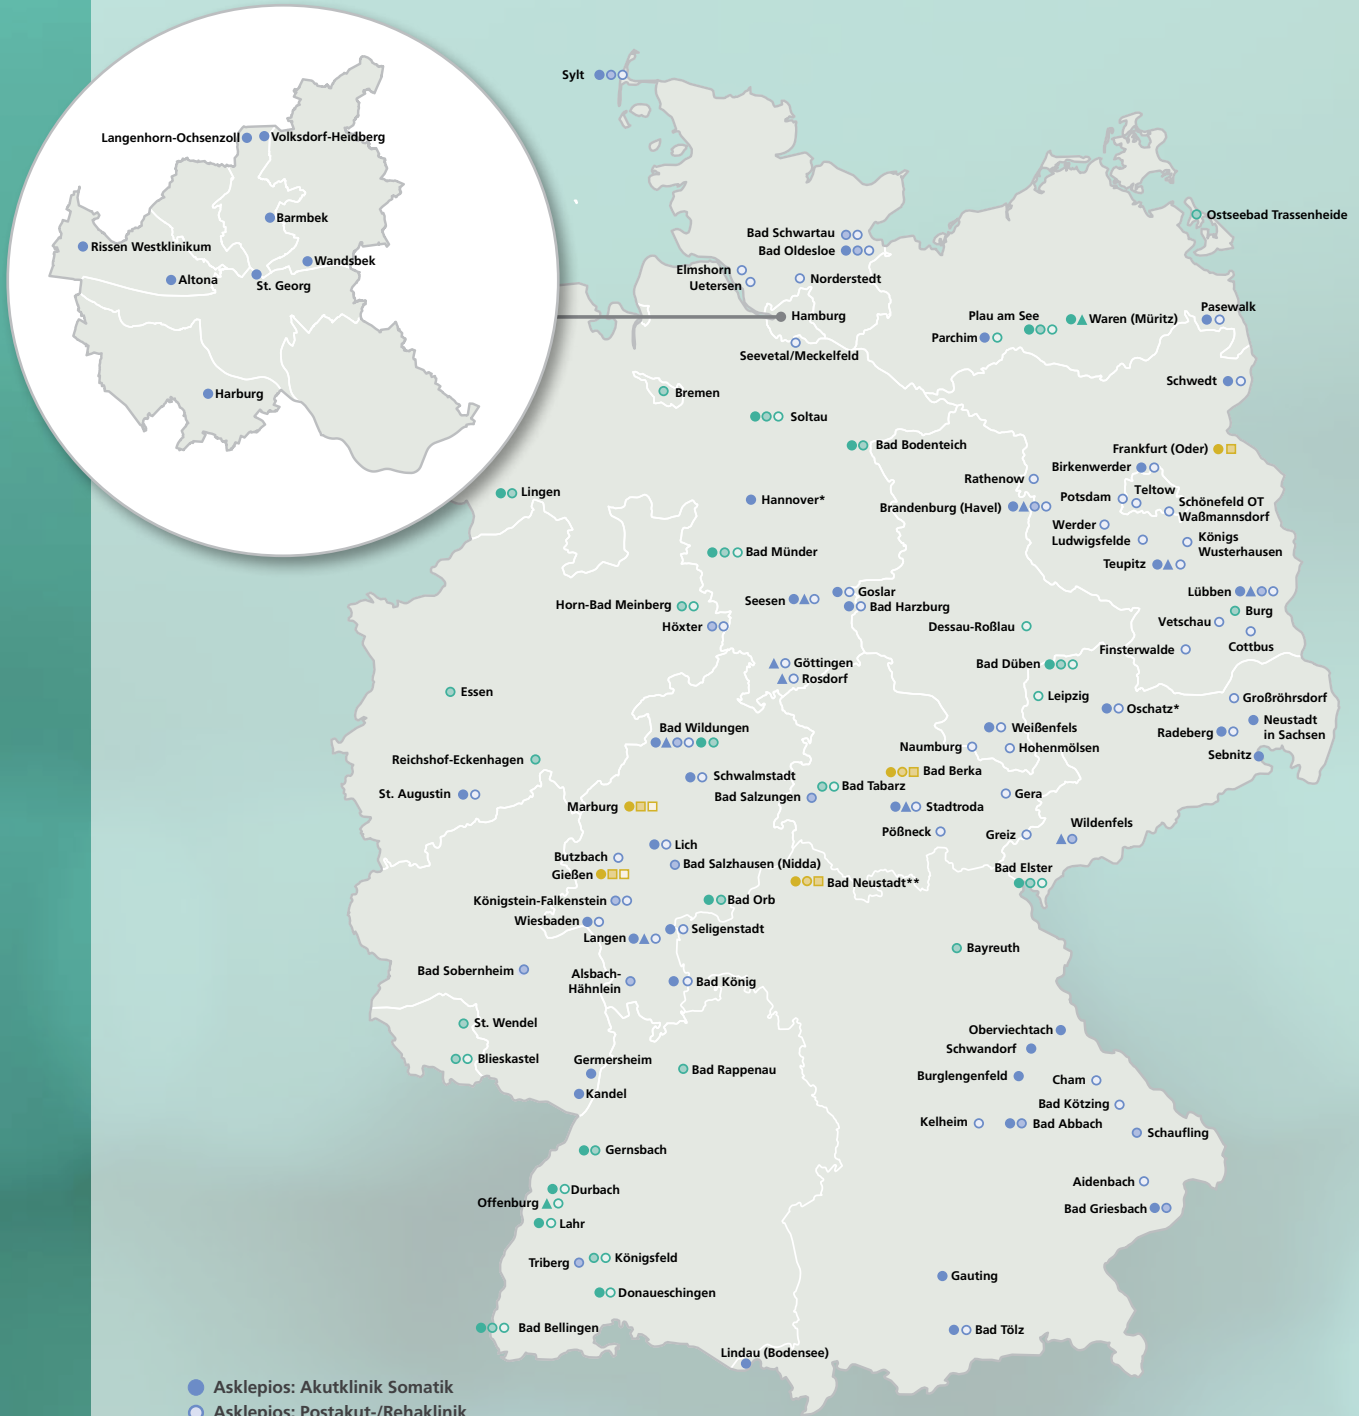 Sylt
Langenhorn-Ochsenzoll
Volksdorf-Heidberg
Barmbek
Rissen Westklinikum
Wandsbek
Altona
St. Georg
Harburg
Ostseebad Trassenheide
Bad Schwartau
Bad Oldesloe
Elmshorn
Uetersen
Norderstedt
Hamburg
Seevetal/Meckelfeld
Plau am See
Waren (Müritz)
Pasewalk
Parchim
Schwedt
Bremen
Soltau
Bad Bodenteich
Frankfurt (Oder)
Birkenwerder
Rathenow
Lingen
Hannover*
Brandenburg (Havel)
Potsdam
Teltow
Schönefeld OT
Waßmannsdorf
Werder
Ludwigsfelde
Königs
Wusterhausen
Bad Münder
Teupitz
Seesen
Goslar
Bad Harzburg
Lübben
Horn-Bad Meinberg
Burg
Höxter
Dessau-Roßlau
Vetschau
Cottbus
Finsterwalde
Göttingen
Rosdorf
Bad Düben
Essen
Leipzig
Großröhrsdorf
Oschatz*
Neustadt
in Sachsen
Radeberg
Bad Wildungen
Weißenfels
Naumburg
Hohenmölsen
Sebnitz
Reichshof-Eckenhagen
Schwalmstadt
Bad Berka
Bad Tabarz
Bad Salzungen
St. Augustin
Gera
Marburg
Stadtroda
Pößneck
Greiz
Wildenfels
Lich
Butzbach
Bad Salzhausen (Nidda)
Gießen
Bad Neustadt**
Bad Elster
Königstein-Falkenstein
Bad Orb
Wiesbaden
Seligenstadt
Langen
Bayreuth
Bad Sobernheim
Alsbach-
Hähnlein
Bad König
St. Wendel
Oberviechtach
Schwandorf
Blieskastel
Germersheim
Bad Rappenau
Burglengenfeld
Cham
Kandel
Bad Kötzing
Kelheim
Bad Abbach
Schaufling
Gernsbach
Aidenbach
Durbach
Offenburg
Bad Griesbach
Lahr
Königsfeld
Triberg
Gauting
Donaueschingen
Bad Bellingen
Bad Tölz
Lindau (Bodensee)
Asklepios: Akutklinik Somatik
Asklepios: Postakut-/Rehaklinik